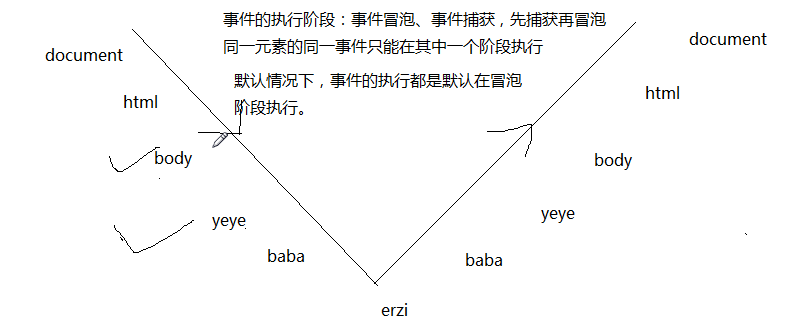 事件的执行阶段：事件冒泡、事件捕获，先捕获再冒泡
同一元素的同一事件只能在其中一个阶段执行
默认情况下，事件的执行都是默认在冒泡
阶段执行。
document
html
body
yeye
baba
erzi
baba
yeye
body
html
document